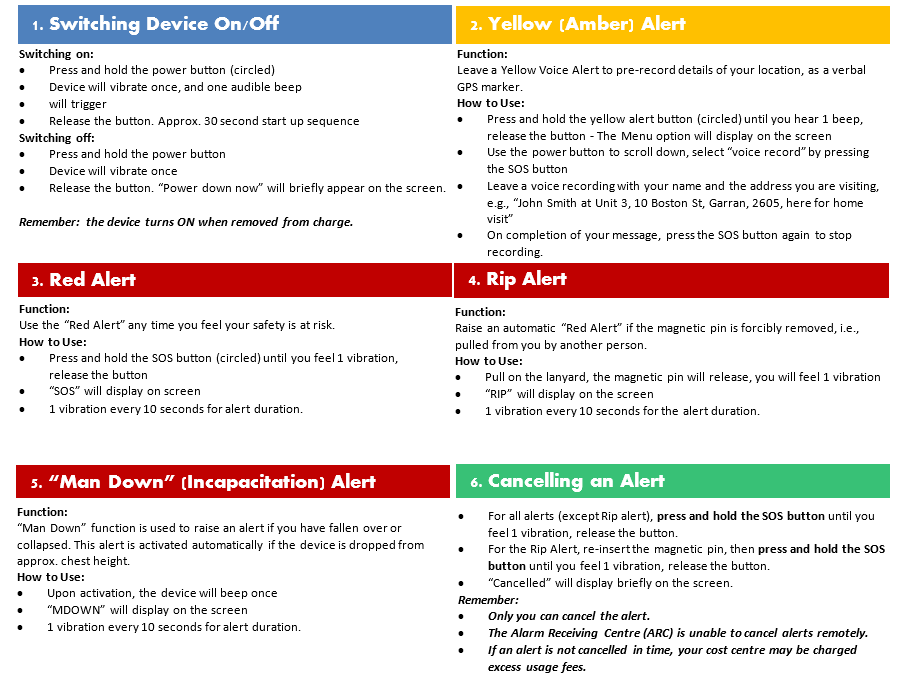 1. Switching Device On/Off
Switching on:
• Press and hold the power button (circled)
• Device will vibrate once, and one audible beep
• will trigger
• Release the button. Approx. 30 second start up sequence
Switching off:
• Press and hold the power button
• Device will vibrate once
• Release the button. “Power down now” will briefly appear on the screen.
Remember: the device turns ON when removed from charge.
2. Yellow (Amber) Alert
Function:
Leave a Yellow Voice Alert to pre-record details of your location, as a verbal
GPS marker.
How to Use:
• Press and hold the yellow alert button (circled) until you hear 1 beep,
release the button - The Menu option will display on the screen
• Use the power button to scroll down, select “voice record” by pressing
the SOS button
• Leave a voice recording with your name and the address you are visiting,
e.g., “John Smith at Unit 3, 10 Boston St, Garran, 2605, here for home
visit”
• On completion of your message, press the SOS button again to stop
recording.
3. Red Alert
Function:
Use the “Red Alert” any time you feel your safety is at risk.
How to Use:
• Press and hold the SOS button (circled) until you feel 1 vibration,
release the button
• “SOS” will display on screen
• 1 vibration every 10 seconds for alert duration.
4. Rip Alert
Function:
Raise an automatic “Red Alert” if the magnetic pin is forcibly removed, i.e.,
pulled from you by another person.
How to Use:
• Pull on the lanyard, the magnetic pin will release, you will feel 1 vibration
• “RIP” will display on the screen
• 1 vibration every 10 seconds for the alert duration.
5. “Man Down” (Incapacitation) Alert
Function:
“Man Down” function is used to raise an alert if you have fallen over or
collapsed. This alert is activated automatically if the device is dropped from
approx. chest height.
How to Use:
• Upon activation, the device will beep once
• “MDOWN” will display on the screen
• 1 vibration every 10 seconds for alert duration.
6. Cancelling an Alert
• For all alerts (except Rip alert), press and hold the SOS button until you
feel 1 vibration, release the button.
• For the Rip Alert, re-insert the magnetic pin, then press and hold the SOS
button until you feel 1 vibration, release the button.
• “Cancelled” will display briefly on the screen.
Remember:
• Only you can cancel the alert.
• The Alarm Receiving Centre (ARC) is unable to cancel alerts remotely.
• If an alert is not cancelled in time, your cost centre may be charged
excess usage fees.